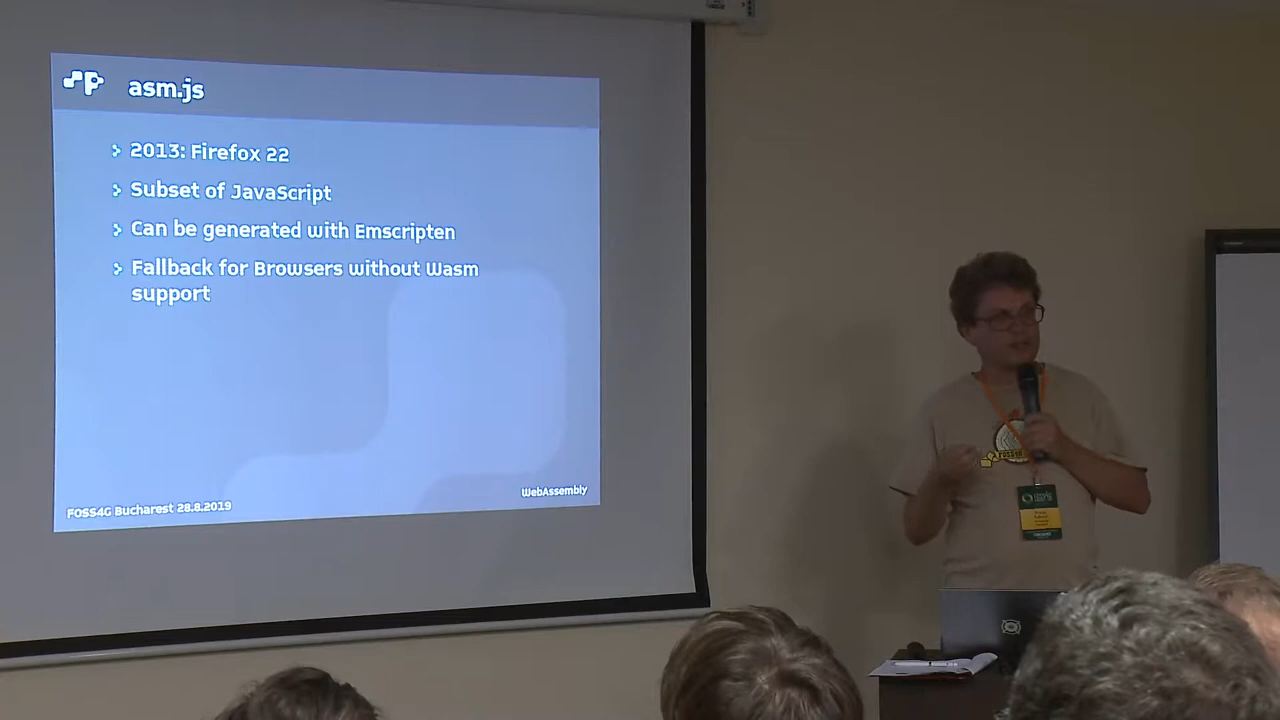 asm.js
2013: Firefox 22
Subset of JavaScript
Can be generated with Emscripten
Fallback for Browsers without Wasm
support
FOSS4G Bucharest 28.8.2019
WebAssembly